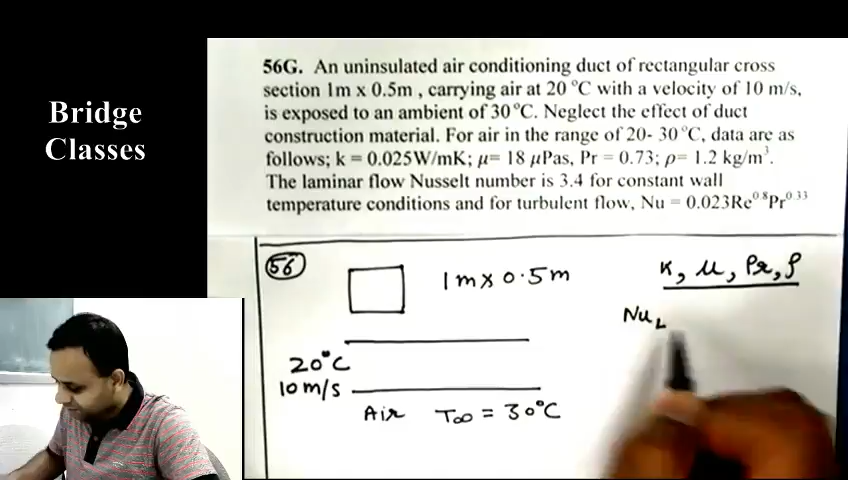 Bridge
Classes
56G. An uninsulated air conditioning duct of rectangular cross
section 1m x 0.5m , carrying air at 20 °C with a velocity of 10 m/s,
is exposed to an ambient of 30 °C. Neglect the effect of duct
construction material. For air in the range of 20- 30 °C, data are as
follows; k = 0.025W/mK; μ= 18 μPas, Pr = 0.73; ρ= 1.2 kg/m³.
The laminar flow Nusselt number is 3.4 for constant wall
temperature conditions and for turbulent flow, Nu = 0.023Re^0.8Pr^0.33
56
1m x 0.5m
K, μ, Pr, ρ
Nu_L
20°C
10m/s
Air T∞ = 30°C